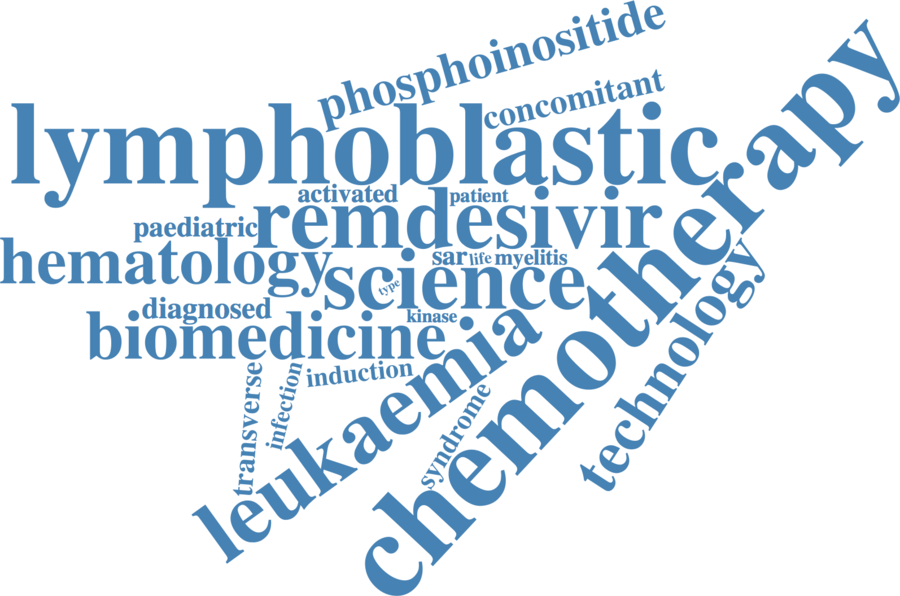 phosphoinositide
concomitant
chemotherapy
lymphoblastic
activated
patient
remdesivir
paediatric
hematology
sar
life
myelitis
science
type
diagnosed
kinase
biomedicine
technology
induction
leukaemia
transverse
infection
syndrome